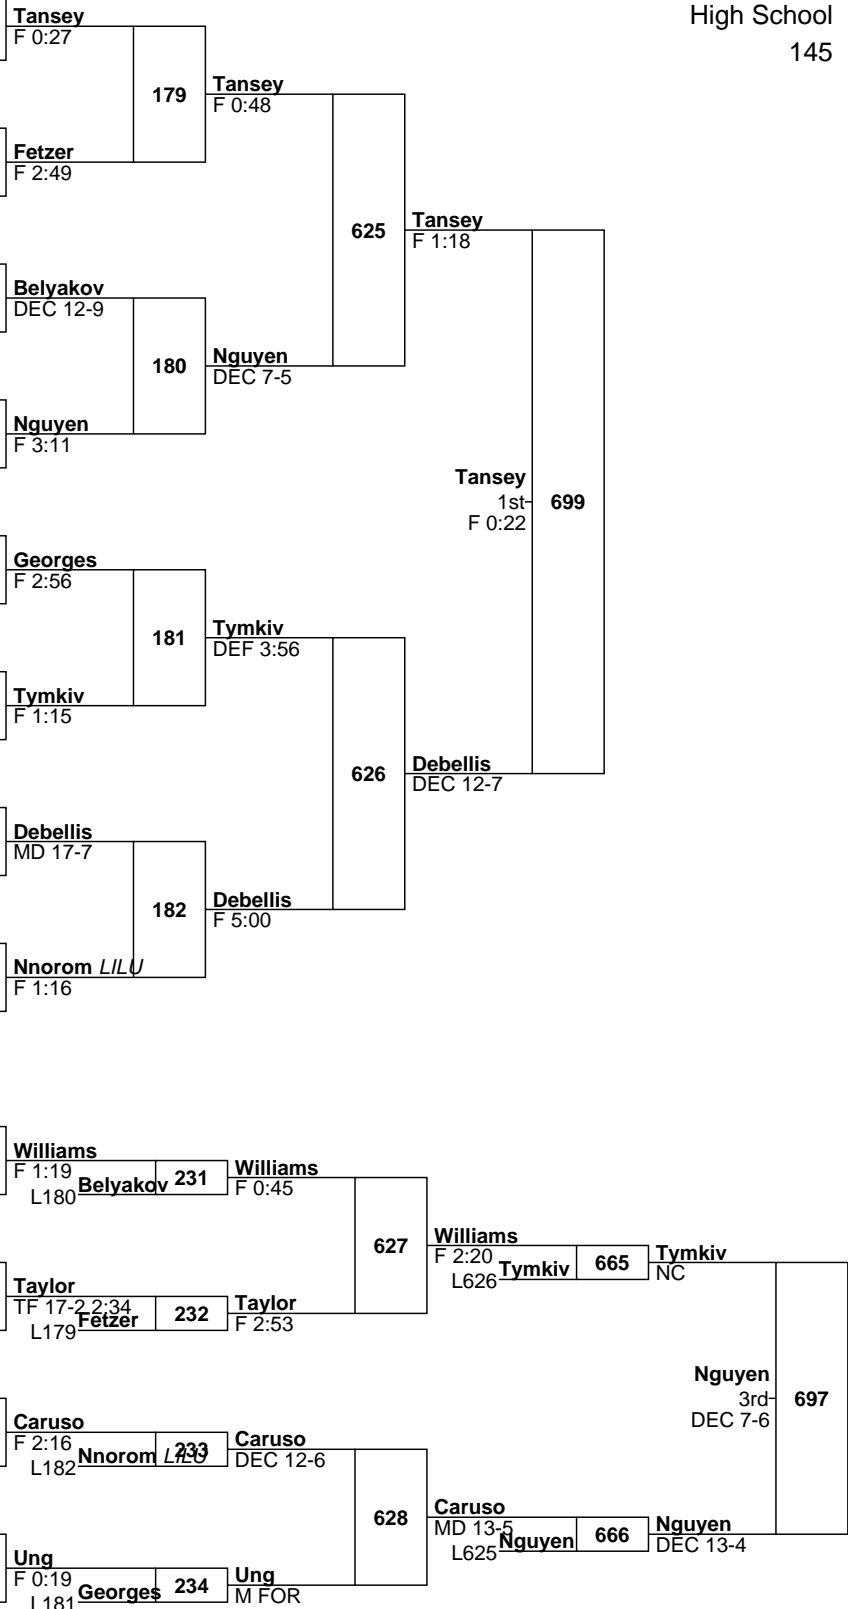 High School
145
Tansey
F 0:27
179
Tansey
F 0:48
Fetzer
F 2:49
625
Tansey
F 1:18
Belyakov
DEC 12-9
180
Nguyen
DEC 7-5
Nguyen
F 3:11
Tansey
1st
F 0:22
699
Georges
F 2:56
181
Tymkiv
DEF 3:56
Tymkiv
F 1:15
626
Debellis
DEC 12-7
Debellis
MD 17-7
182
Debellis
F 5:00
Nnorom LILU
F 1:16
Williams
F 1:19
L180 Belyakov
231
Williams
F 0:45
627
Williams
F 2:20
L626 Tymkiv
665
Tymkiv
NC
Taylor
TF 17-2 2:34
L179 Fetzer
232
Taylor
F 2:53
Nguyen
3rd
DEC 7-6
697
Caruso
F 2:16
L182 Nnorom LILU
233
Caruso
DEC 12-6
628
Caruso
MD 13-5
L625 Nguyen
666
Nguyen
DEC 13-4
Ung
F 0:19
L181 Georges
234
Ung
M FOR